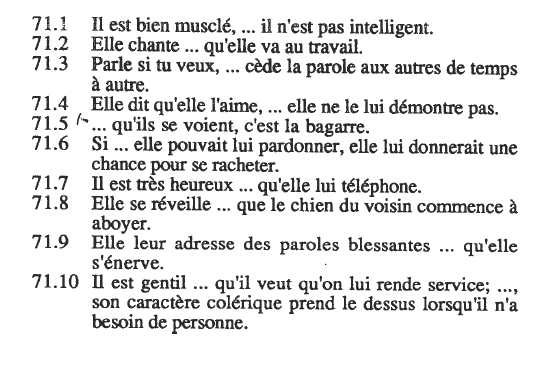 71.1 Il est bien musclé, ... il n'est pas intelligent.
71.2 Elle chante ... qu'elle va au travail.
71.3 Parle si tu veux, ... cède la parole aux autres de temps
à autre.
71.4 Elle dit qu'elle l'aime, ... elle ne le lui démontre pas.
71.5 ... qu'ils se voient, c'est la bagarre.
71.6 Si ... elle pouvait lui pardonner, elle lui donnerait une
chance pour se racheter.
71.7 Il est très heureux ... qu'elle lui téléphone.
71.8 Elle se réveille ... que le chien du voisin commence à
aboyer.
71.9 Elle leur adresse des paroles blessantes ... qu'elle
s'énerve.
71.10 Il est gentil ... qu'il veut qu'on lui rende service; ...,
son caractère colérique prend le dessus lorsqu'il n'a
besoin de personne.